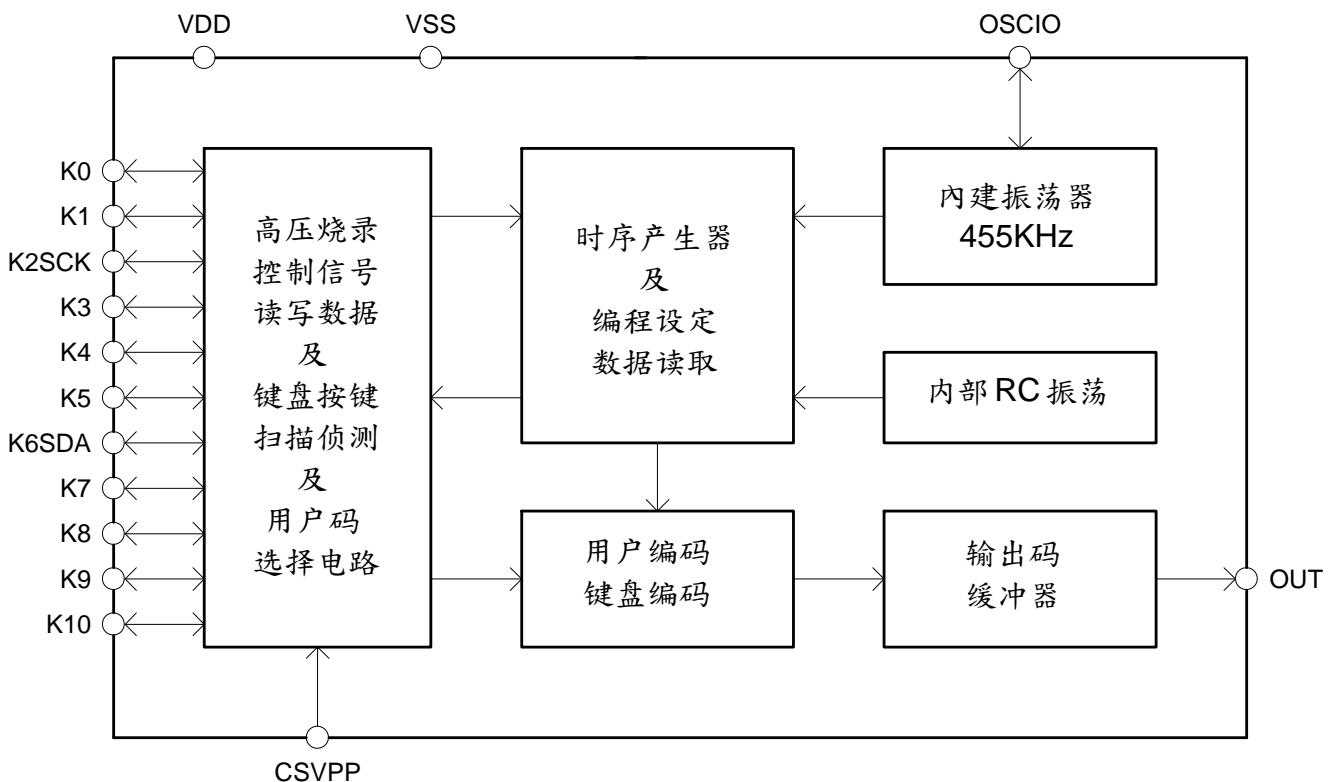 VDD
VSS
OSCIO
K0
K1
K2SCK
K3
K4
K5
K6SDA
K7
K8
K9
K10
高压烧录
控制信号
读写数据
及
键盘按键
扫描侦测
及
用户码
选择电路
时序产生器
及
编程设定
数据读取
內建振荡器
455KHz
内部RC振荡
用户编码
键盘编码
输出码
缓冲器
OUT
CSVPP